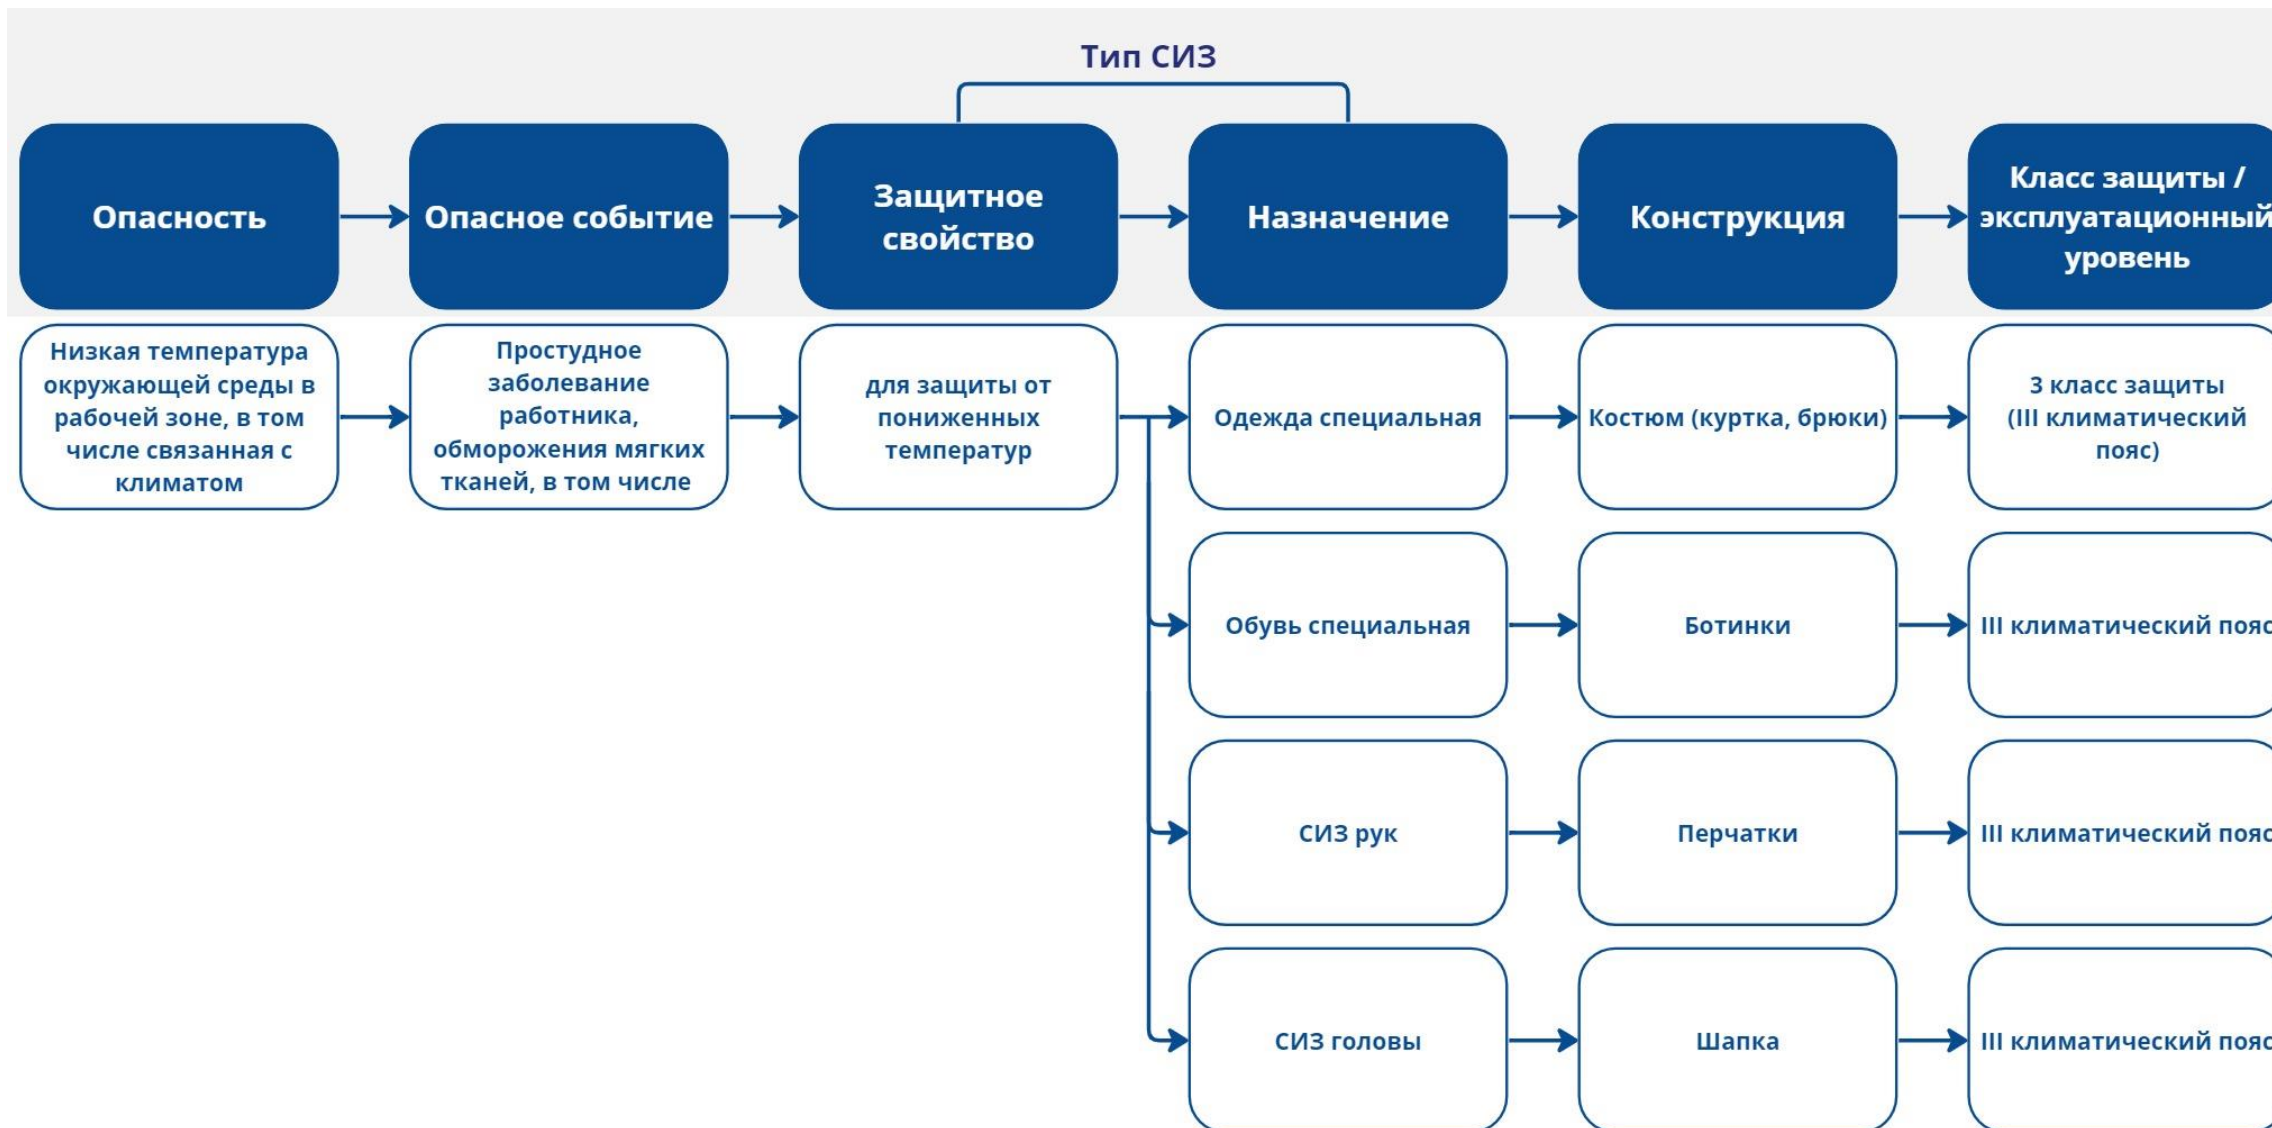 Тип СИЗ
Опасность
Опасное событие
Защитное
свойство
Назначение
Конструкция
Класс защиты /
эксплуатационный
уровень
Низкая температура
окружающей среды в
рабочей зоне, в том
числе связанная с
климатом
Простудное
заболевание
работника,
обморожения мягких
тканей, в том числе
для защиты от
пониженных
температур
Одежда специальная
Костюм (куртка, брюки)
3 класс защиты
(III климатический
пояс)
Обувь специальная
Ботинки
III климатический пояс
СИЗ рук
Перчатки
III климатический пояс
СИЗ головы
Шапка
III климатический пояс